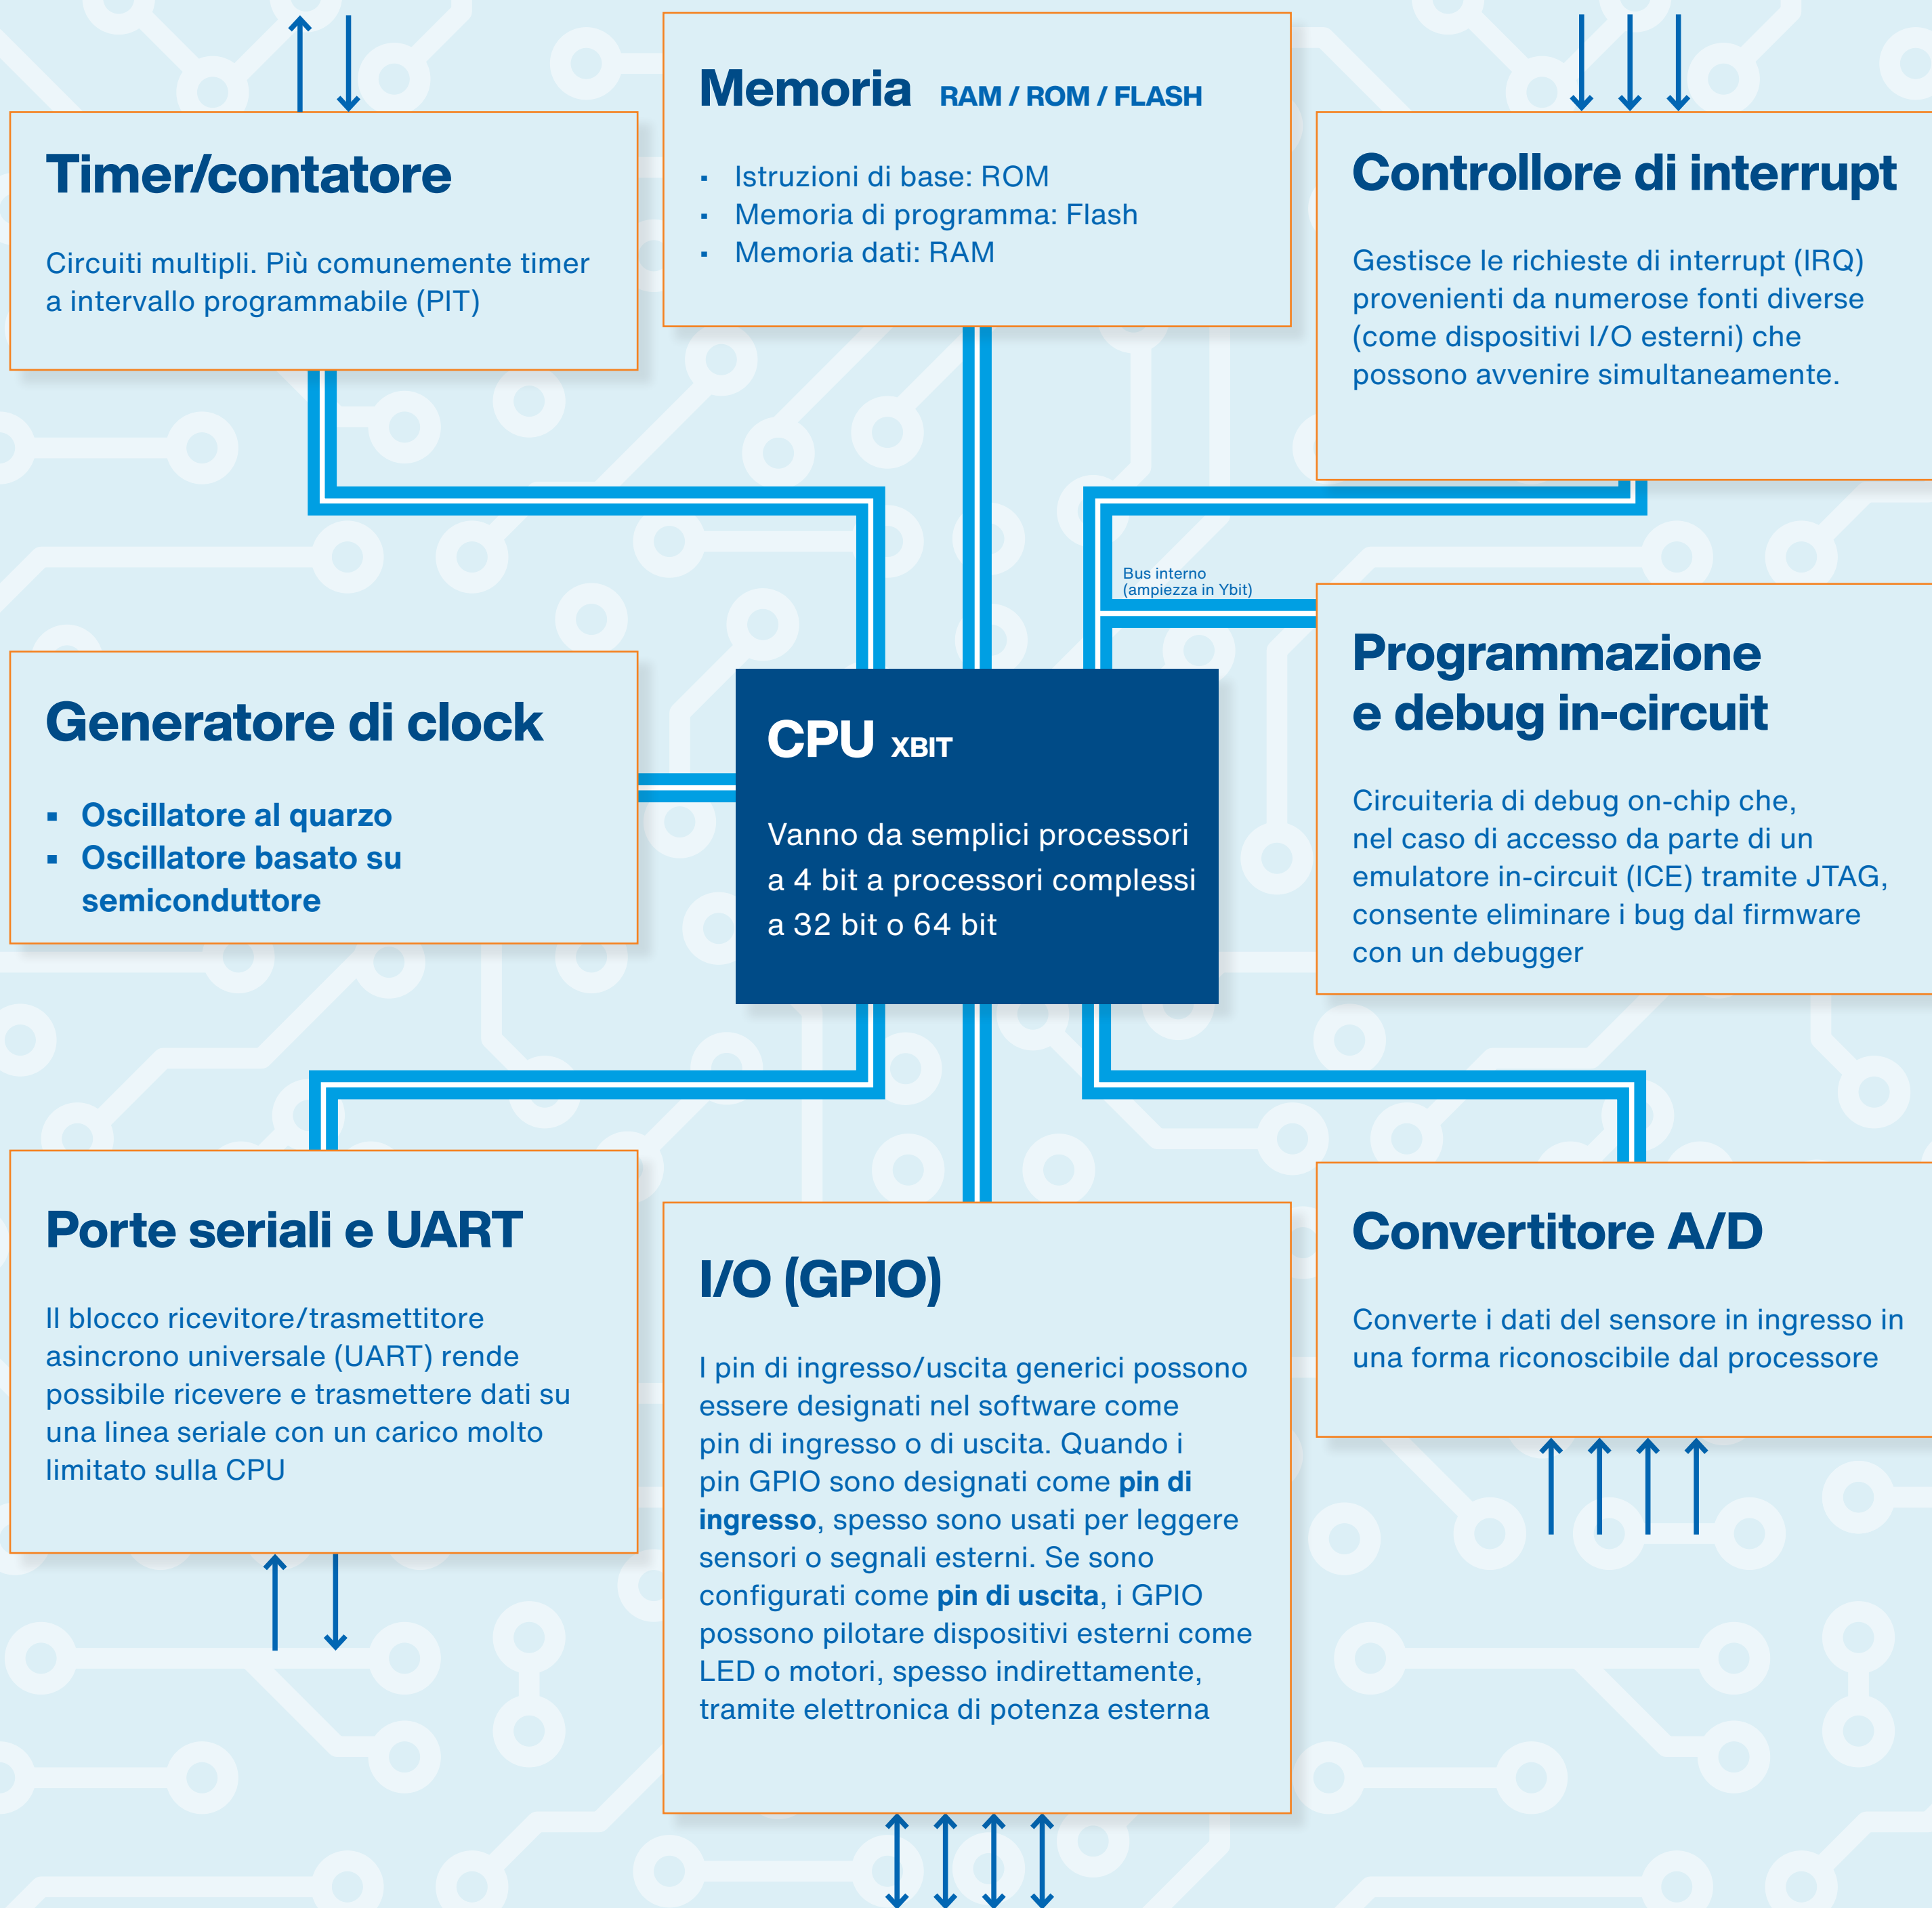 Memoria RAM / ROM / FLASH
▪ Istruzioni di base: ROM
▪ Memoria di programma: Flash
▪ Memoria dati: RAM
Timer/contatore
Circuiti multipli. Più comunemente timer
a intervallo programmabile (PIT)
Controllore di interrupt
Gestisce le richieste di interrupt (IRQ)
provenienti da numerose fonti diverse
(come dispositivi I/O esterni) che
possono avvenire simultaneamente.
Bus interno
(ampiezza in Ybit)
Generatore di clock
▪ Oscillatore al quarzo
▪ Oscillatore basato su
semiconduttore
CPU XBIT
Vanno da semplici processori
a 4 bit a processori complessi
a 32 bit o 64 bit
Programmazione
e debug in-circuit
Circuiteria di debug on-chip che,
nel caso di accesso da parte di un
emulatore in-circuit (ICE) tramite JTAG,
consente eliminare i bug dal firmware
con un debugger
Porte seriali e UART
Il blocco ricevitore/trasmettitore
asincrono universale (UART) rende
possibile ricevere e trasmettere dati su
una linea seriale con un carico molto
limitato sulla CPU
I/O (GPIO)
I pin di ingresso/uscita generici possono
essere designati nel software come
pin di ingresso o di uscita. Quando i
pin GPIO sono designati come pin di
ingresso, spesso sono usati per leggere
sensori o segnali esterni. Se sono
configurati come pin di uscita, i GPIO
possono pilotare dispositivi esterni come
LED o motori, spesso indirettamente,
tramite elettronica di potenza esterna
Convertitore A/D
Converte i dati del sensore in ingresso in
una forma riconoscibile dal processore